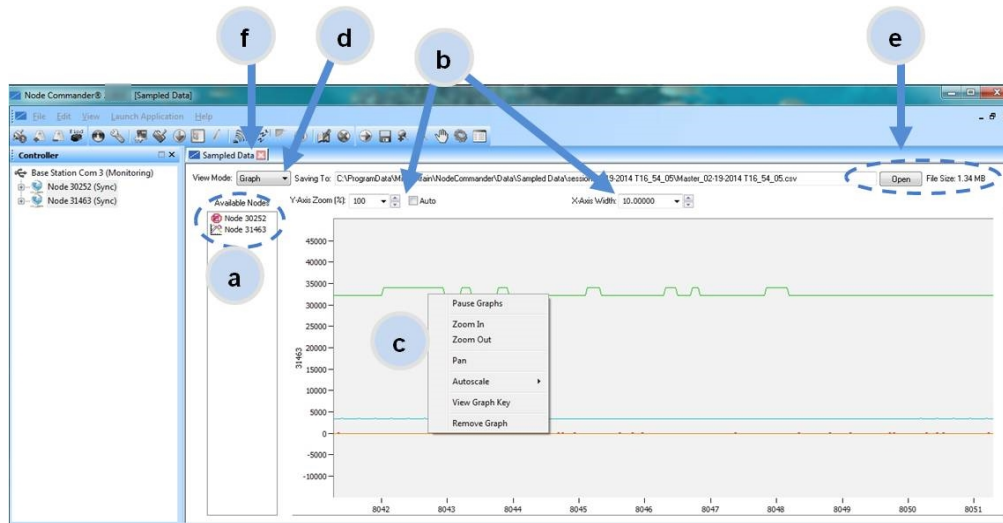 f
d
b
e
Node Commander® [Sampled Data]
File Edit View Launch Application Help
Controller
Sampled Data
Base Station Com 3 (Monitoring)
Node 30252 (Sync)
Node 31463 (Sync)
View Mode: Graph
Saving To: C:\ProgramData\Mi Train\NodeCommander\Data\Sampled Data\session 19-2014 T16_54_05\Master_02-19-2014 T16_54_05.csv
Open
File Size: 1.34 MB
Available Nodes
Node 30252
Node 31463
Y-Axis Zoom (%): 100
Auto
X-Axis Width: 10.00000
a
c
45000
40000
35000
30000
25000
20000
15000
10000
5000
0
-5000
-10000
31463
Pause Graphs
Zoom In
Zoom Out
Pan
Autoscale
View Graph Key
Remove Graph
8042 8043 8044 8045 8046 8047 8048 8049 8050 8051